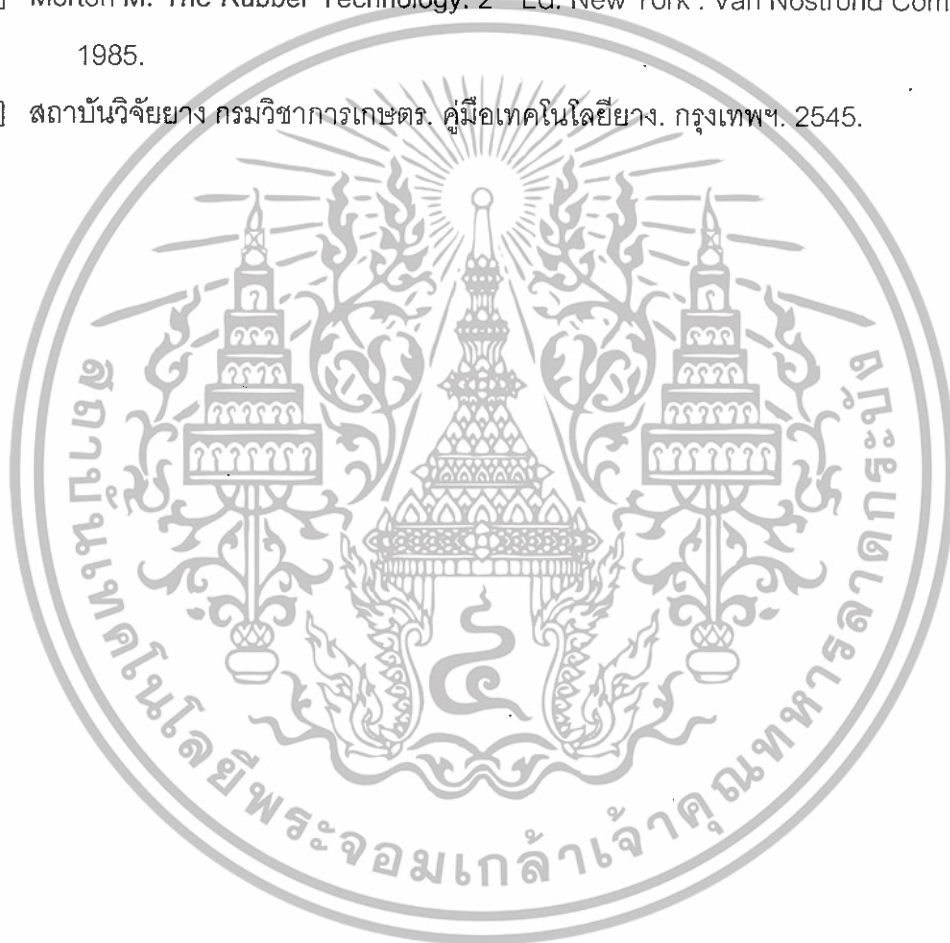 ] Morton M. The Rubber Technology. 2 Ed. New York : Van Nostrond Com
1985.
] สถาบันวิจัยยาง กรมวิชาการเกษตร. คู่มือเทคโนโลยียาง. กรุงเทพฯ. 2545.
สถาบันเทคโนโลยีพระจอมเกล้าเจ้าคุณทหารลาดกระบัง
๔